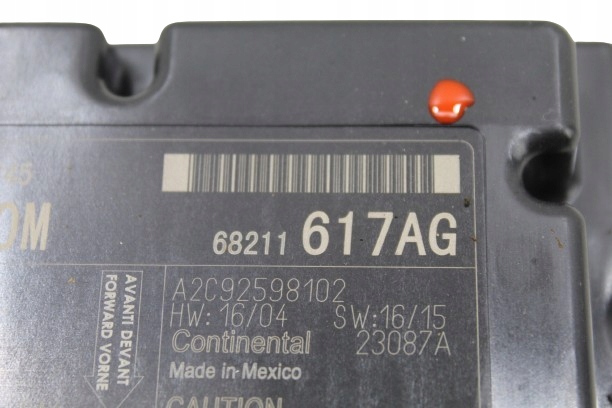 OM
68211 617AG
A2C92598102
HW:16/04 SW:16/15
Continental 23087A
Made in Mexico
CAUTION
AVANTI DEVANT
FORWARD VORNE